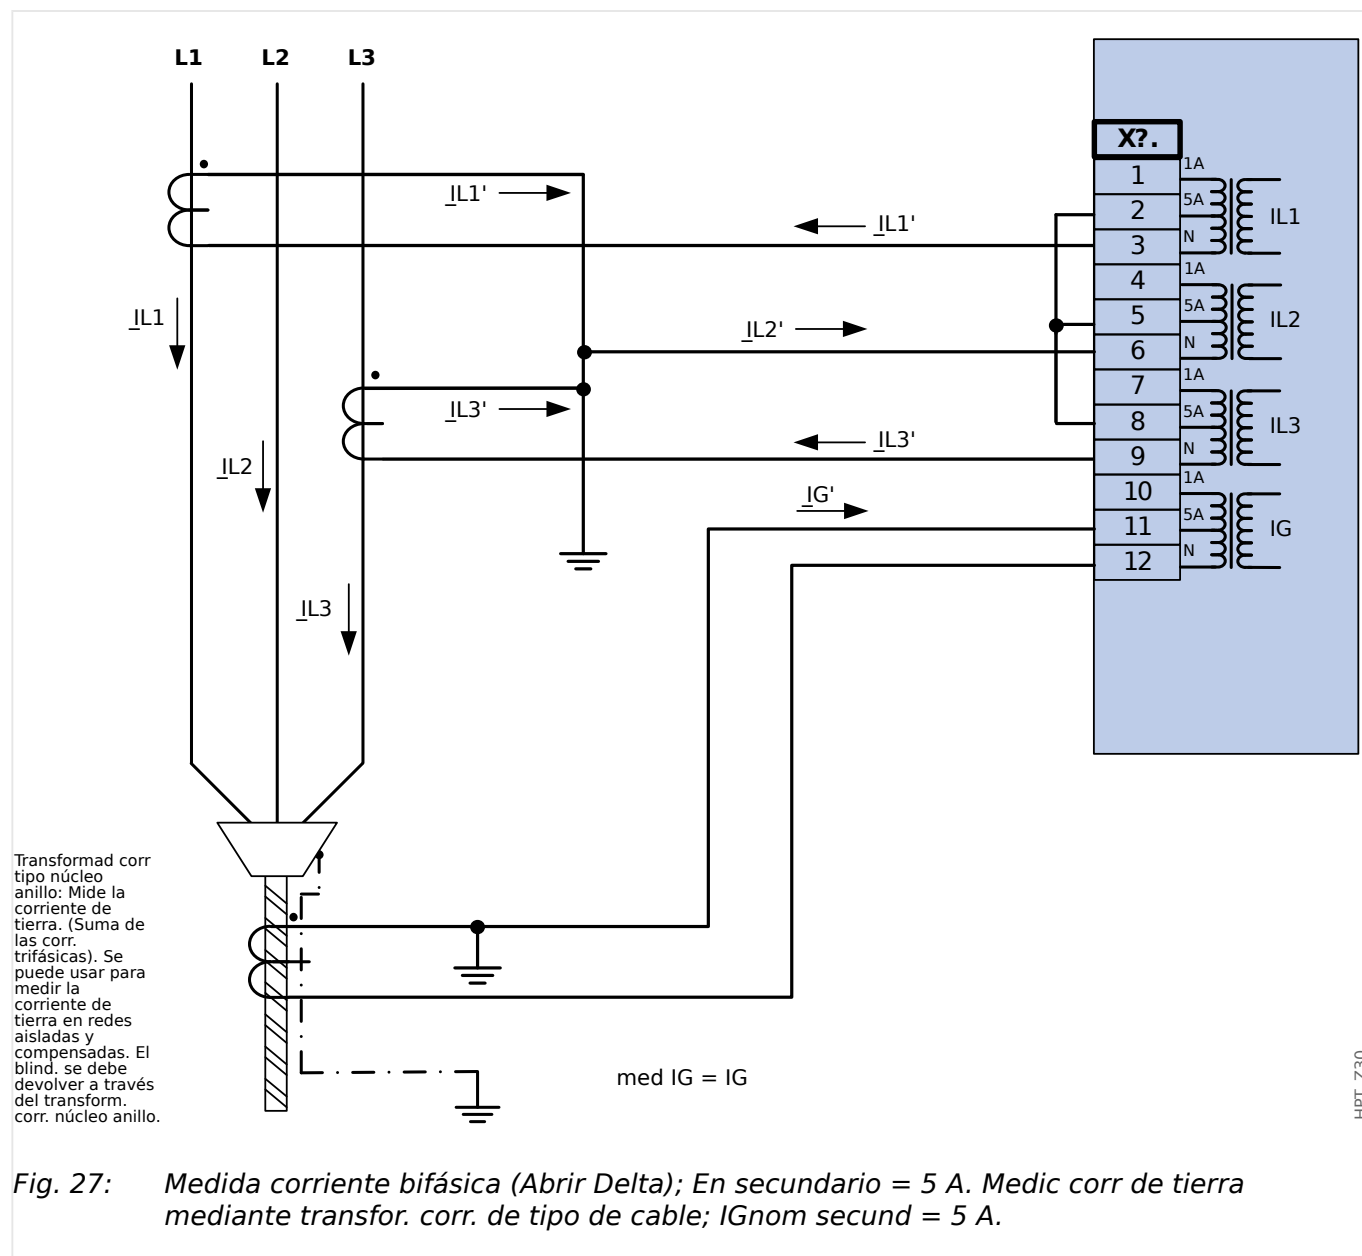 L1 L2 L3
X?.
1
2
3
4
5
6
7
8
9
10
11
12
1A
5A
N
IL1
1A
5A
N
IL2
1A
5A
N
IL3
1A
5A
N
IG
IL1'
IL1'
IL1
IL2'
IL3'
IL3'
IL2
IG'
IL3
Transformad corr
tipo núcleo
anillo: Mide la
corriente de
tierra. (Suma de
las corr.
trifásicas). Se
puede usar para
medir la
corriente de
tierra en redes
aisladas y
compensadas. El
blind. se debe
devolver a través
del transform.
corr. núcleo anillo.
med IG = IG
HPT_Z30
Fig. 27: Medida corriente bifásica (Abrir Delta); En secundario = 5 A. Medic corr de tierra
mediante transfor. corr. de tipo de cable; IGnom secund = 5 A.